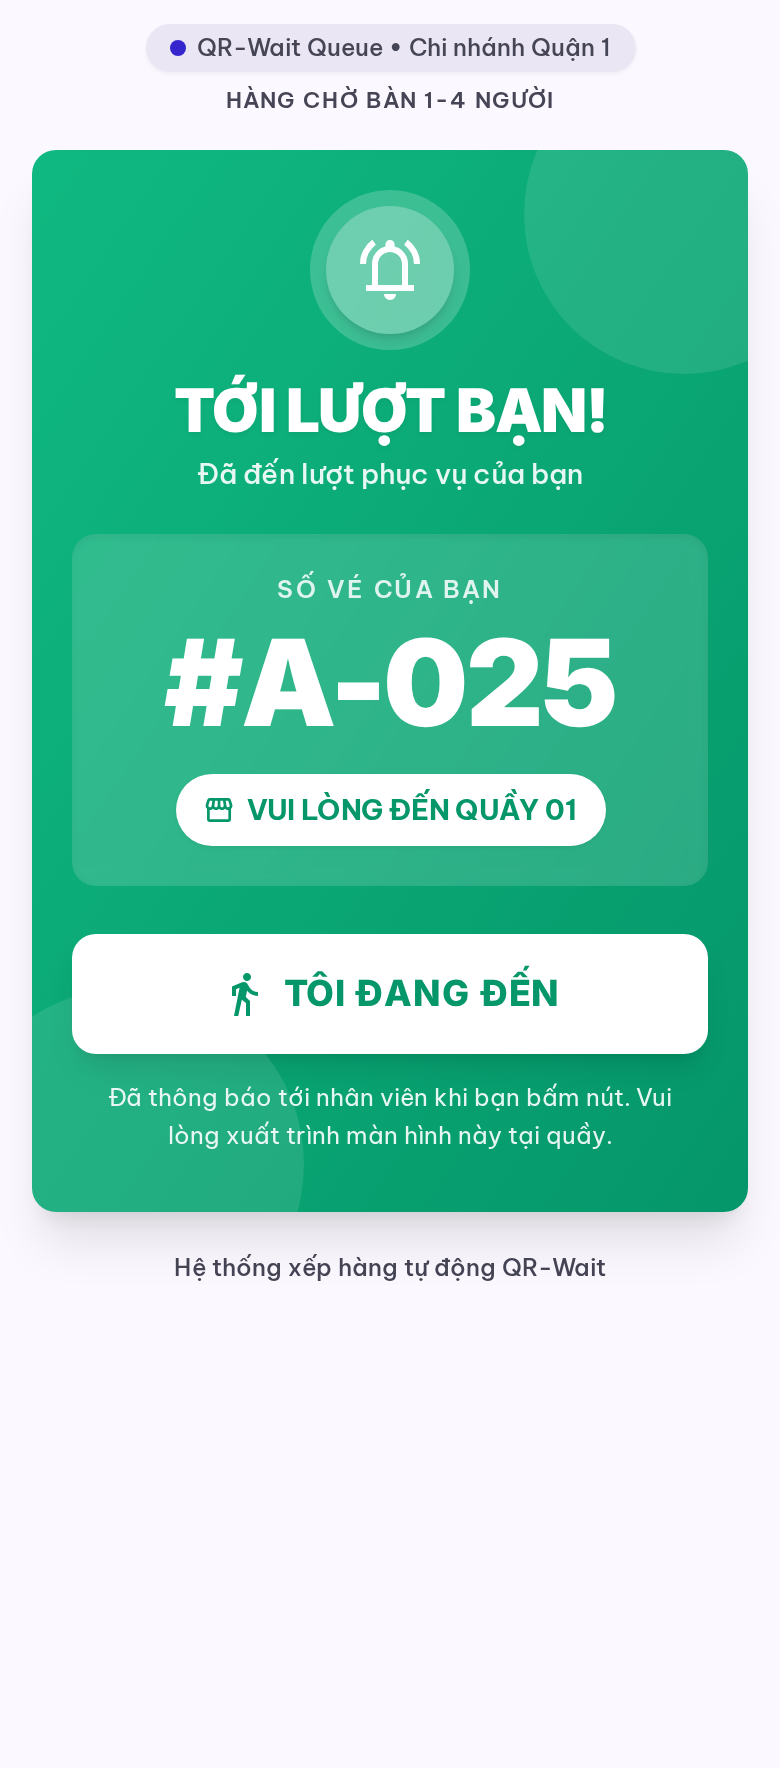 QR-Wait Queue • Chi nhánh Quận 1
HÀNG CHỜ BÀN 1-4 NGƯỜI
TỚI LƯỢT BẠN!
Đã đến lượt phục vụ của bạn
SỐ VÉ CỦA BẠN
#A-025
VUI LÒNG ĐẾN QUẦY 01
TÔI ĐANG ĐẾN
Đã thông báo tới nhân viên khi bạn bấm nút. Vui
lòng xuất trình màn hình này tại quầy.
Hệ thống xếp hàng tự động QR-Wait